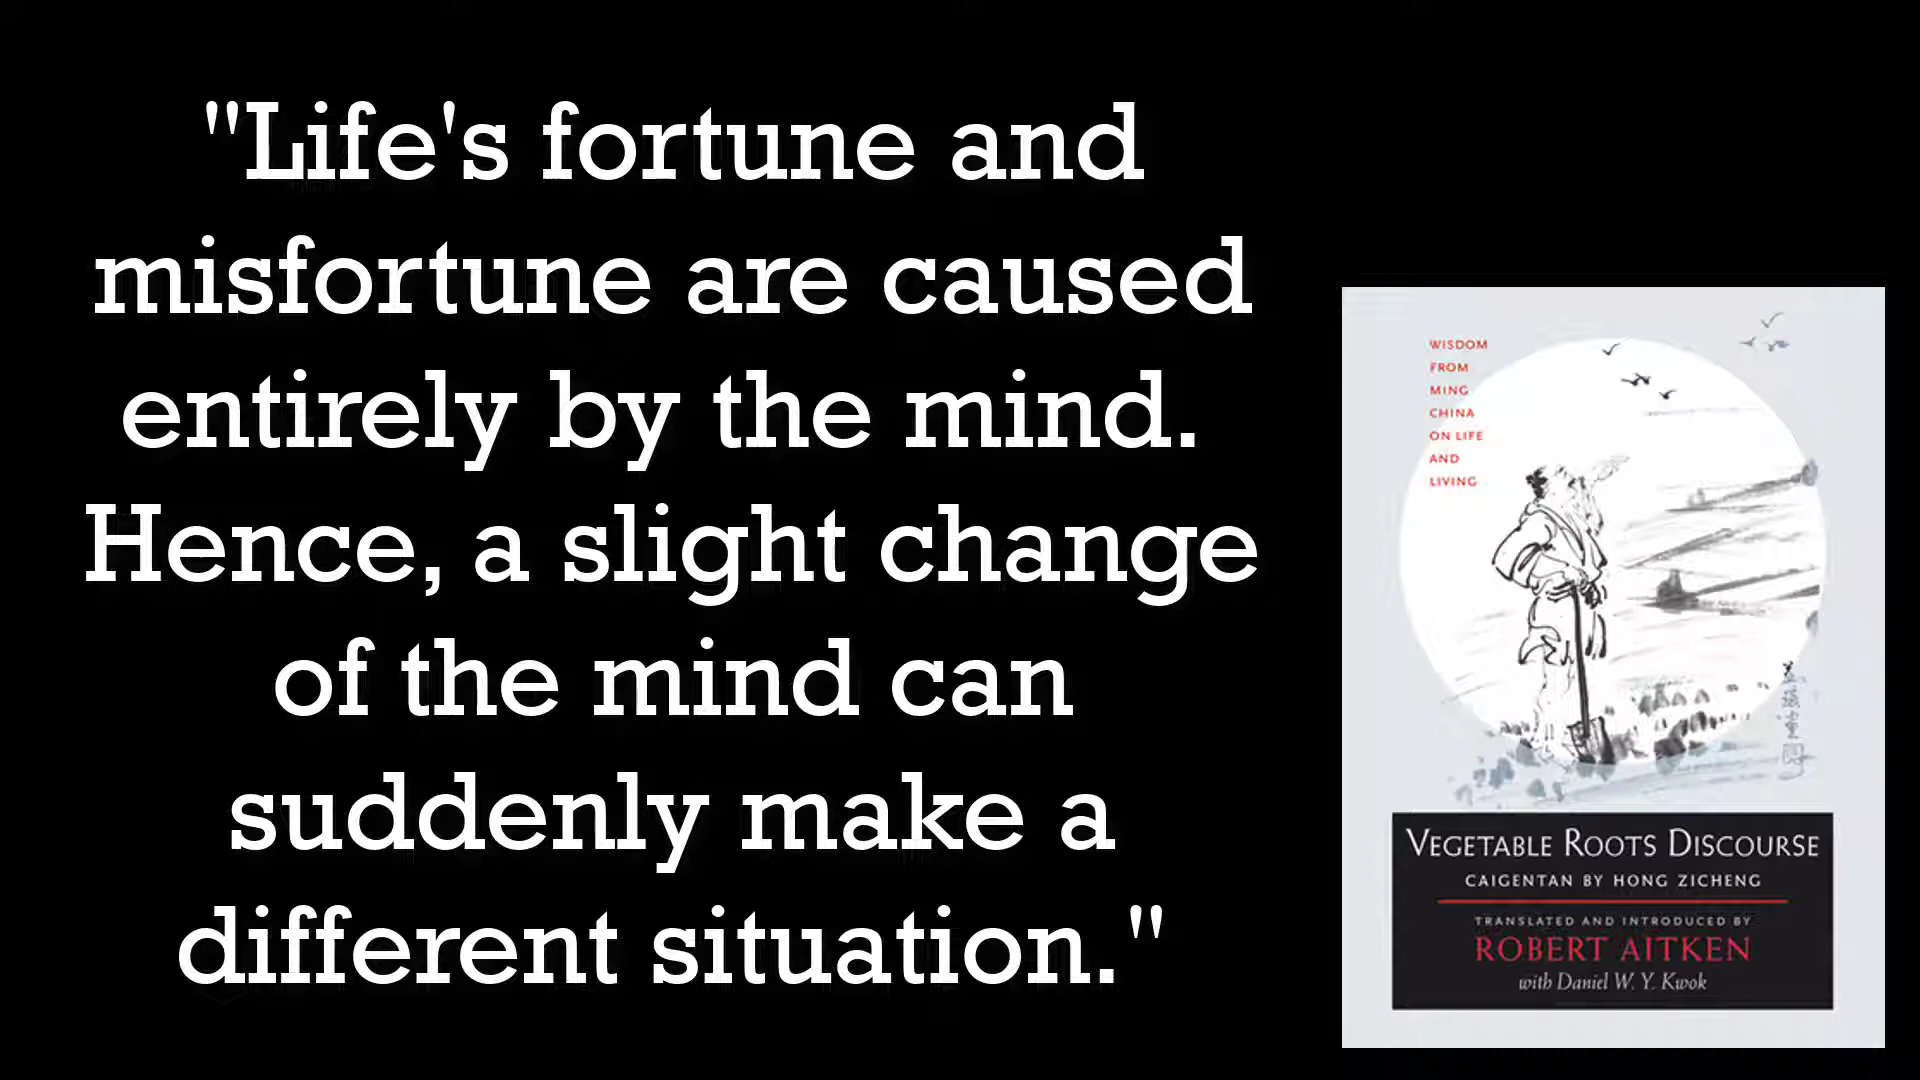 "Life's fortune and
misfortune are caused
entirely by the mind.
Hence, a slight change
of the mind can
suddenly make a
different situation."
WISDOM
FROM
MING
CHINA
ON LIFE
AND
LIVING
VEGETABLE ROOTS DISCOURSE
CAIGENTAN BY HONG ZICHENG
TRANSLATED AND INTRODUCED BY
ROBERT AITKEN
with Daniel W. Y. Kwok